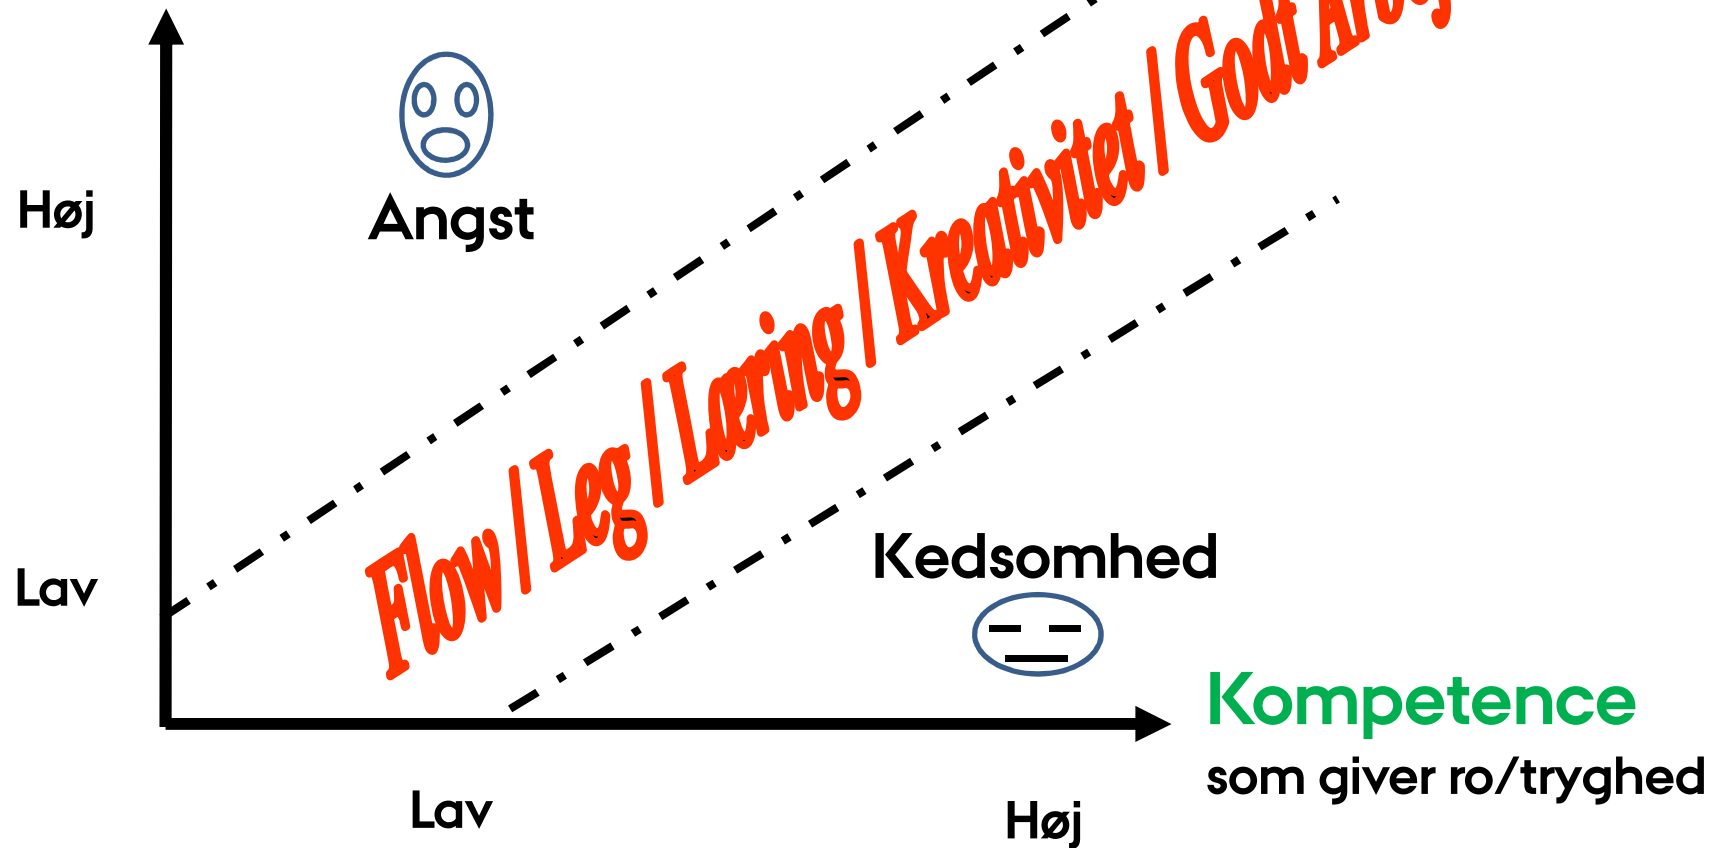 Høj
Angst
Flow / Leg / Læring / Kreativitet / Godt
Lav
Kedsomhed
Kompetence
som giver ro/tryghed
Lav
Høj